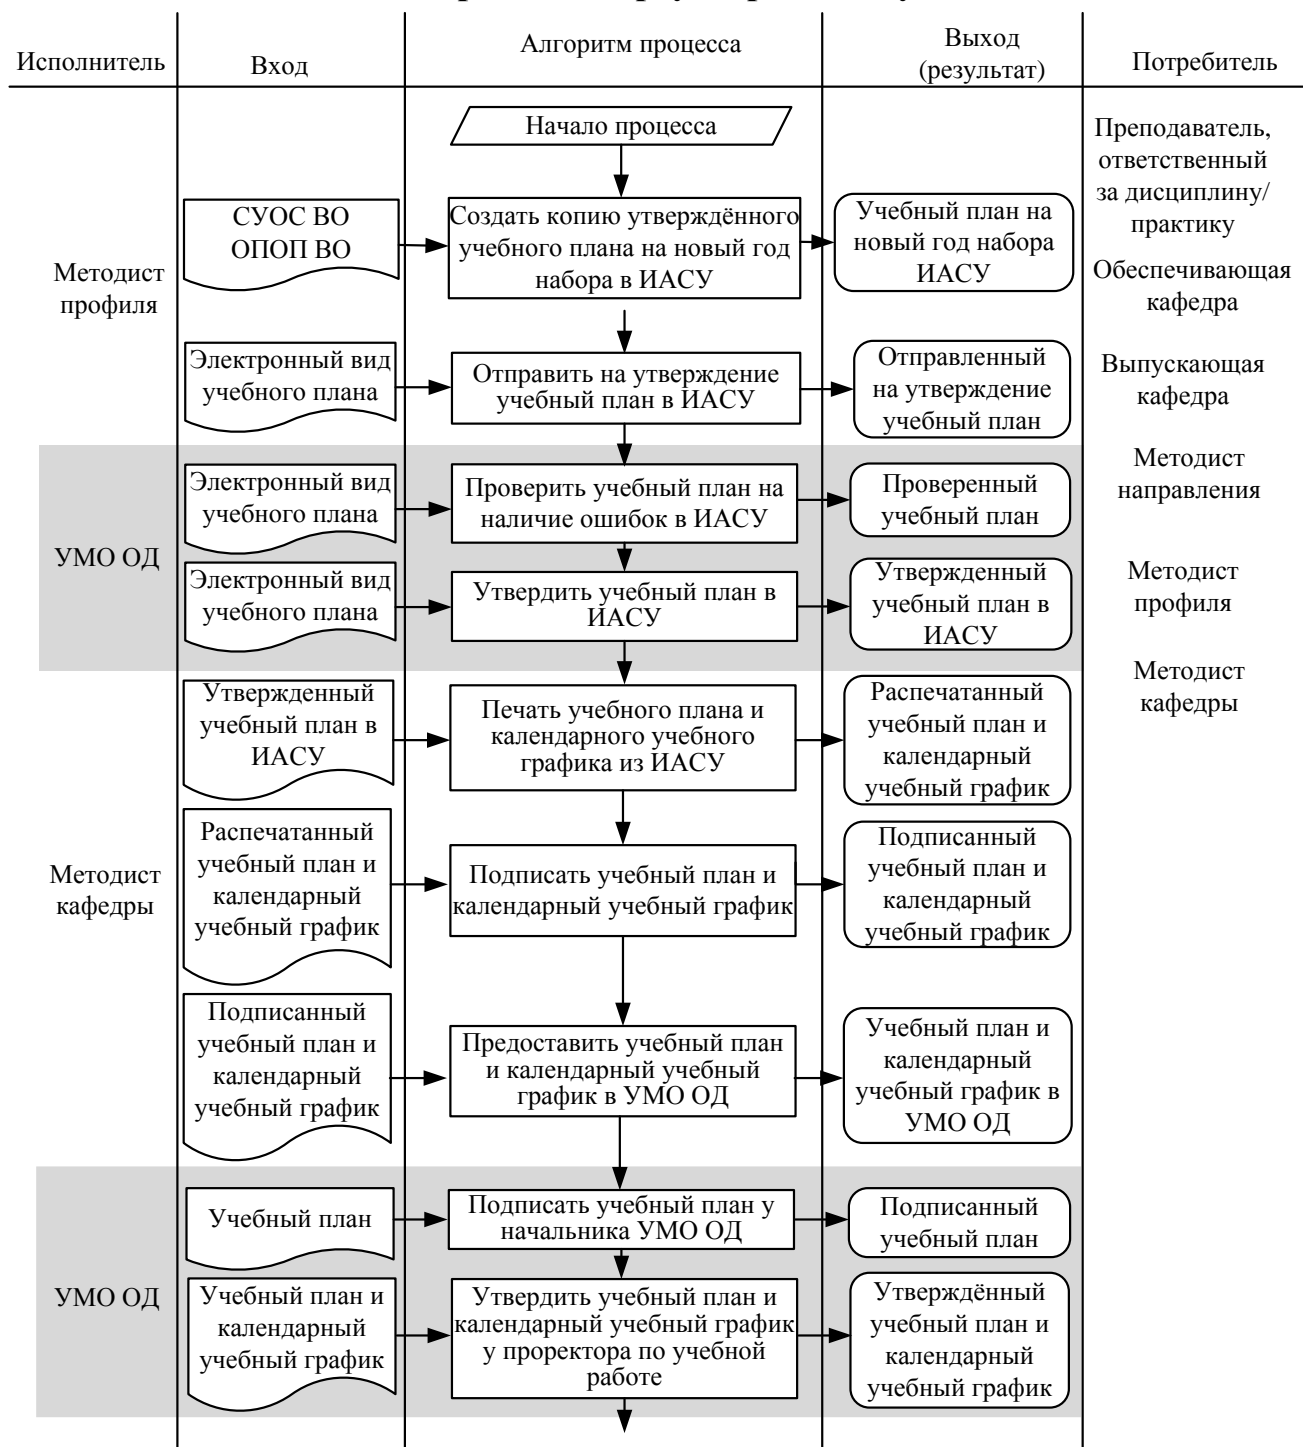 Исполнитель
Вход
Алгоритм процесса
Выход
(результат)
Потребитель
Начало процесса
Методист
профиля
СУОС ВО
ОПОП ВО
Создать копию утверждённого
учебного плана на новый год
набора в ИАСУ
Учебный план на
новый год набора
ИАСУ
Электронный вид
учебного плана
Отправить на утверждение
учебный план в ИАСУ
Отправленный
на утверждение
учебный план
УМО ОД
Электронный вид
учебного плана
Проверить учебный план на
наличие ошибок в ИАСУ
Проверенный
учебный план
Электронный вид
учебного плана
Утвердить учебный план в
ИАСУ
Утвержденный
учебный план в
ИАСУ
Методист
кафедры
Утвержденный
учебный план в
ИАСУ
Печать учебного плана и
календарного учебного
графика из ИАСУ
Распечатанный
учебный план и
календарный
учебный график
Распечатанный
учебный план и
календарный
учебный график
Подписать учебный план и
календарный учебный график
Подписанный
учебный план и
календарный
учебный график
Подписанный
учебный план и
календарный
учебный график
Предоставить учебный план
и календарный учебный
график в УМО ОД
Учебный план и
календарный
учебный график в
УМО ОД
УМО ОД
Учебный план
Подписать учебный план у
начальника УМО ОД
Подписанный
учебный план
Учебный план и
календарный
учебный график
Утвердить учебный план и
календарный учебный график
у проректора по учебной
работе
Утверждённый
учебный план и
календарный
учебный график
Преподаватель,
ответственный
за дисциплину/
практику
Обеспечивающая
кафедра
Выпускающая
кафедра
Методист
направления
Методист
профиля
Методист
кафедры